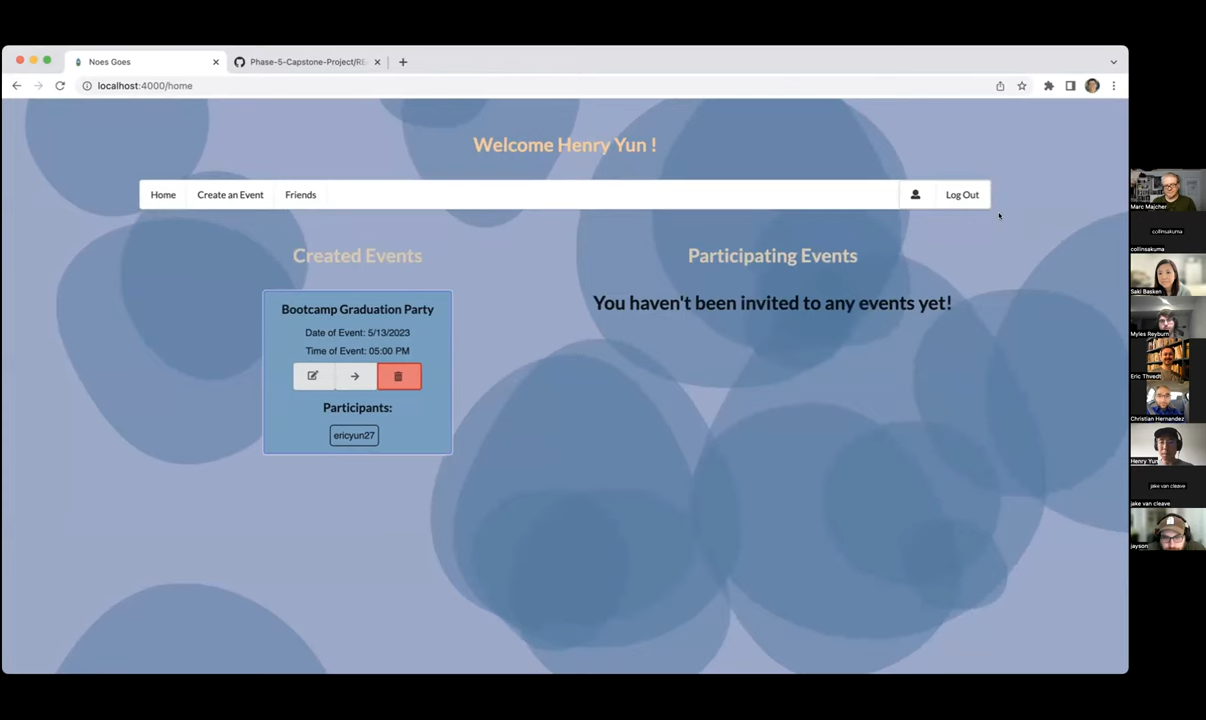 Noes Goes
Phase-5-Capstone-Project/RE
localhost:4000/home
Welcome Henry Yun !
Home
Create an Event
Friends
Log Out
Created Events
Participating Events
Bootcamp Graduation Party
Date of Event: 5/13/2023
Time of Event: 05:00 PM
Participants:
ericyun27
You haven't been invited to any events yet!
Marc Majcher
collinsakuma
collinsakuma
Saki Basken
Myles Reyburn
Eric Thvedt
Christian Hernandez
Henry Yun
jake van cleave
jake van cleave
jayson